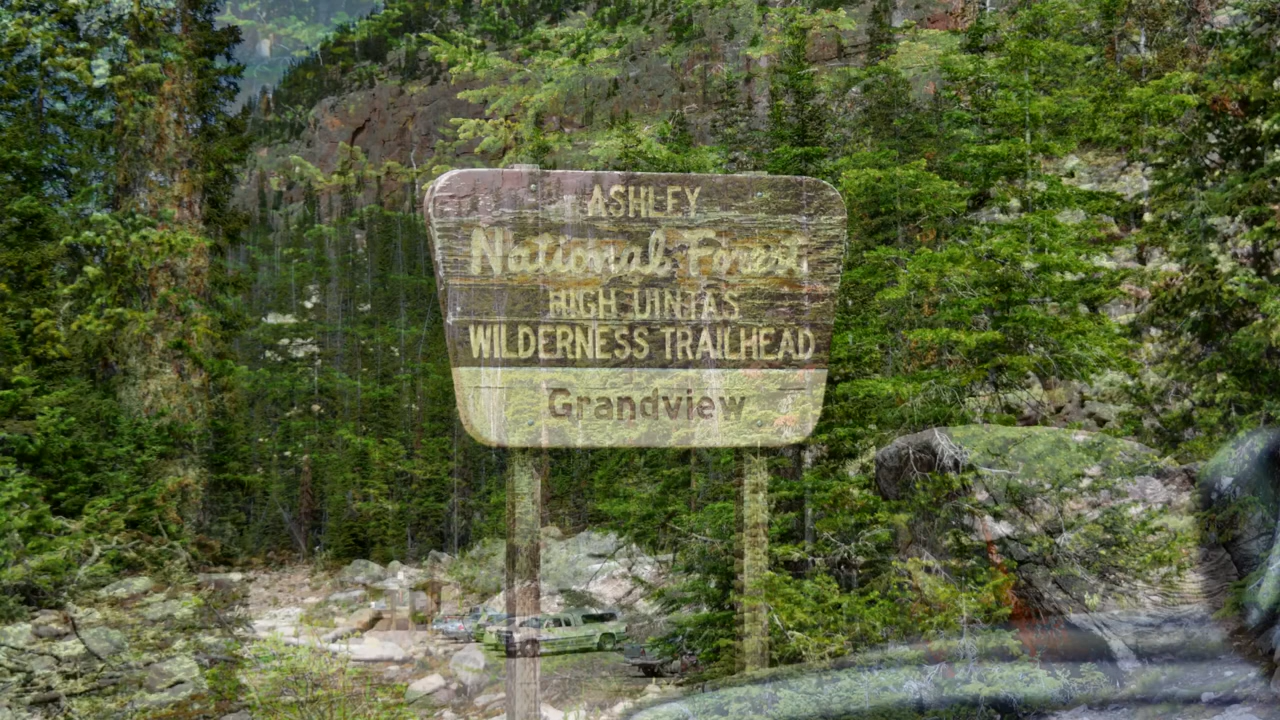 ASHLEY
National Forest
HIGH UINTAS
WILDERNESS TRAILHEAD
Grandview